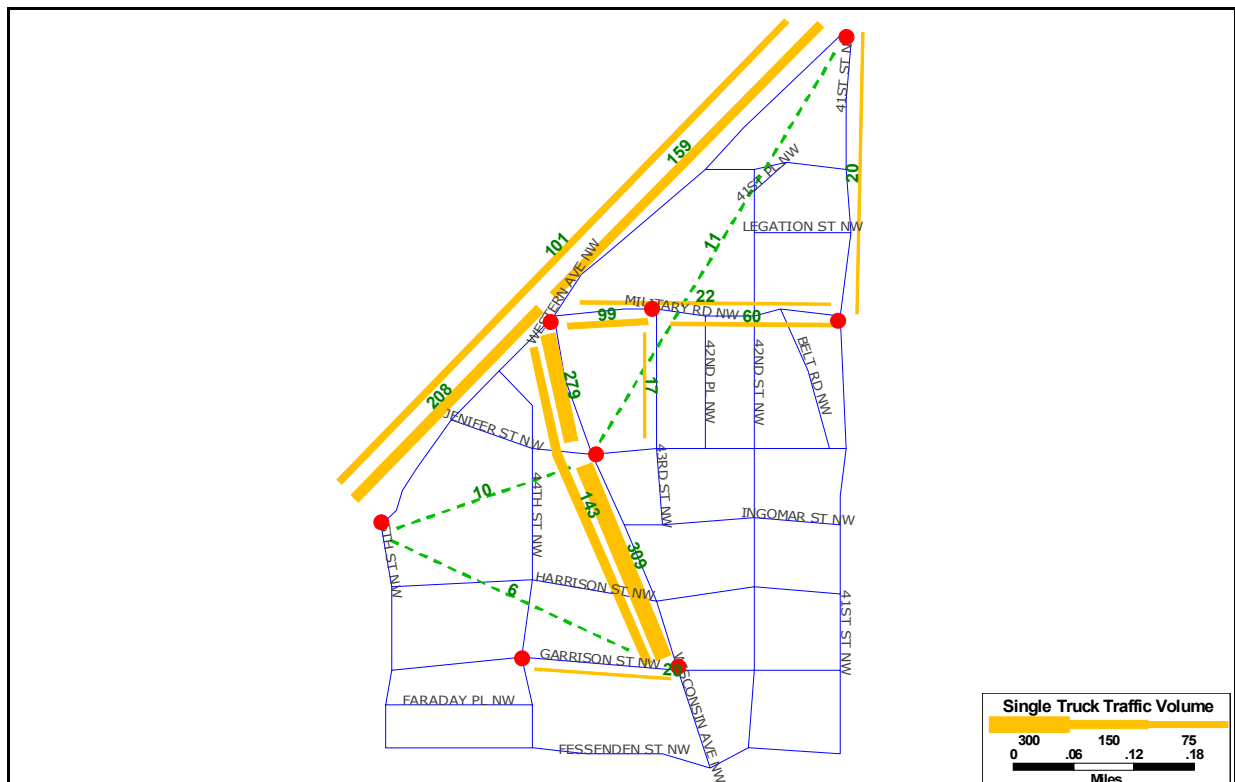 41ST ST N
159
41ST PL NW
20
LEGATION ST NW
11
101
WESTERN AVE NW
22
MILITARY RD NW
99
60
BELT RD NW
42ND PL NW
42ND ST NW
279
17
208
JENIFER ST NW
43RD ST NW
44TH ST NW
10
143
INGOMAR ST NW
309
TH ST NW
HARRISON ST NW
6
41ST ST NW
GARRISON ST NW
20
WISCONSIN AVE NW
FARADAY PL NW
FESSENDEN ST NW
Single Truck Traffic Volume
300 150 75
0 .06 .12 .18
Miles